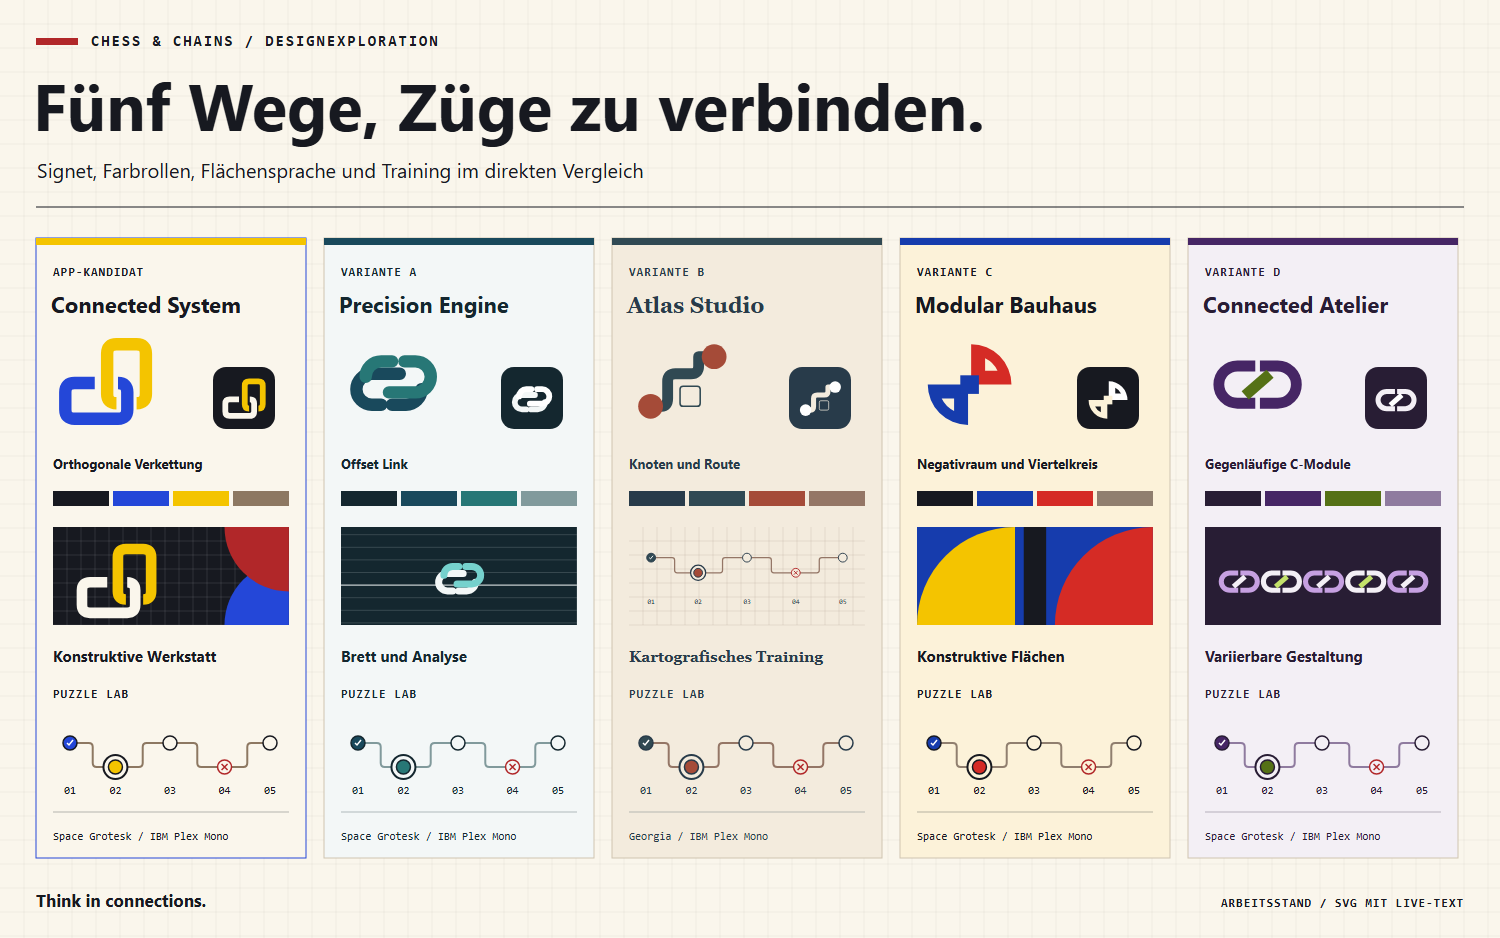 CHESS & CHAINS / DESIGNEXPLORATION
Fünf Wege, Züge zu verbinden.
Signet, Farbrollen, Flächensprache und Training im direkten Vergleich
APP-KANDIDAT
Connected System
Orthogonale Verkettung
Konstruktive Werkstatt
PUZZLE LAB
01 02 03 04 05
Space Grotesk / IBM Plex Mono
VARIANTE A
Precision Engine
Offset Link
Brett und Analyse
PUZZLE LAB
01 02 03 04 05
Space Grotesk / IBM Plex Mono
VARIANTE B
Atlas Studio
Knoten und Route
01 02 03 04 05
Kartografisches Training
PUZZLE LAB
01 02 03 04 05
Georgia / IBM Plex Mono
VARIANTE C
Modular Bauhaus
Negativraum und Viertelkreis
Konstruktive Flächen
PUZZLE LAB
01 02 03 04 05
Space Grotesk / IBM Plex Mono
VARIANTE D
Connected Atelier
Gegenläufige C-Module
Variierbare Gestaltung
PUZZLE LAB
01 02 03 04 05
Space Grotesk / IBM Plex Mono
Think in connections.
ARBEITSSTAND / SVG MIT LIVE-TEXT